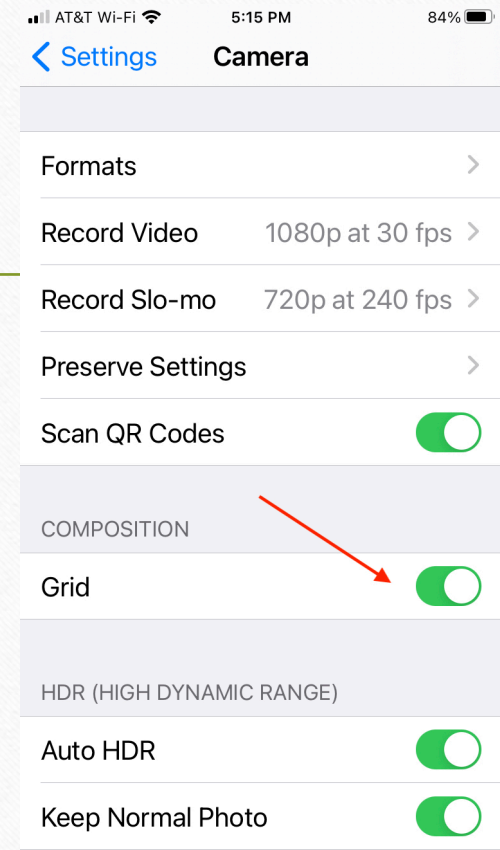 AT&T Wi-Fi 5:15 PM 84%
Settings Camera
Formats
Record Video 1080p at 30 fps
Record Slo-mo 720p at 240 fps
Preserve Settings
Scan QR Codes
COMPOSITION
Grid
HDR (HIGH DYNAMIC RANGE)
Auto HDR
Keep Normal Photo